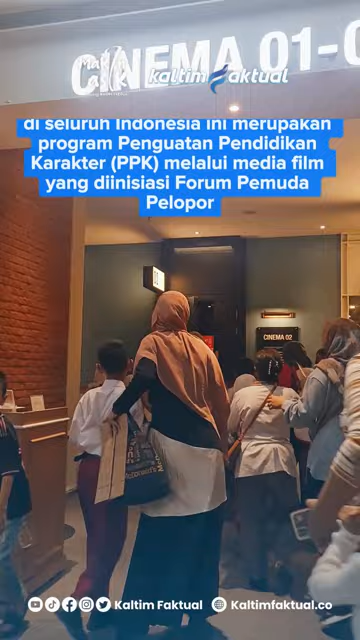 CINEMA 01-0
kaltim faktual
di seluruh Indonesia ini merupakan
program Penguatan Pendidikan
Karakter (PPK) melalui media film
yang diinisiasi Forum Pemuda
Pelopor
CINEMA 02
McDonald's
Kaltim Faktual
Kaltimfaktual.co